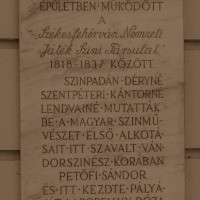 ÉPÜLETBEN MŰKÖDÖTT
A
„Székesfehérvári Nemzeti
Játék Színi Társulat”
1818-1837 KÖZÖTT.
SZINPADÁN DÉRYNÉ
SZENTPÉTERI, KÁNTORNÉ
LENDVAINÉ MUTATTÁK
BE A MAGYAR SZINMŰ-
VÉSZET ELSŐ ALKOTÁ-
SAIT. ITT SZAVALT VÁN-
DORSZINÉSZ KORÁBAN
PETŐFI SÁNDOR
ÉS ITT KEZDTE PÁLYÁ-